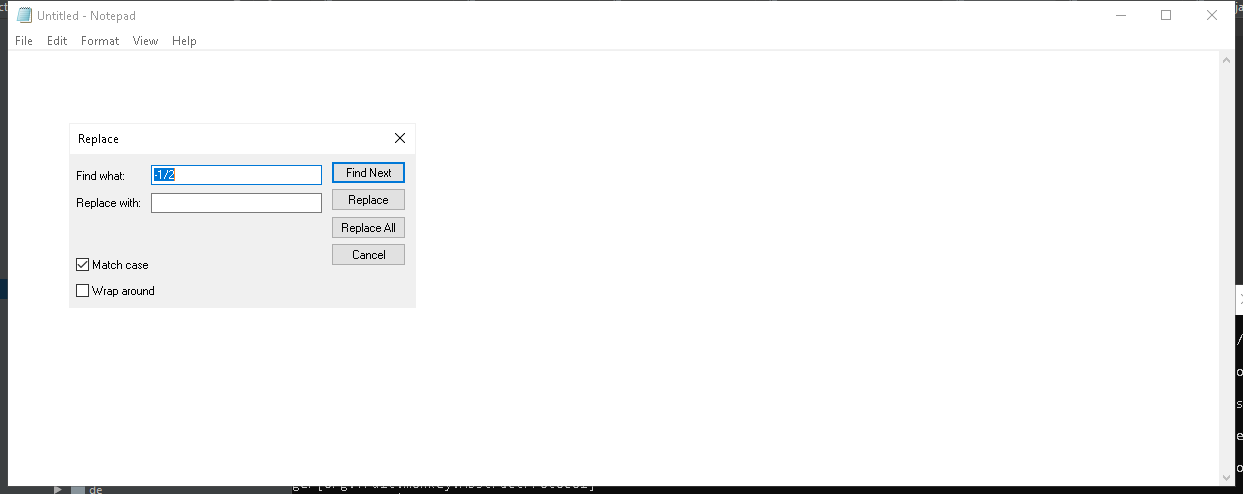 Untitled - Notepad
File Edit Format View Help
Replace
Find what: -1/2 Find Next
Replace with: Replace
Replace All
Cancel
Match case
Wrap around
de